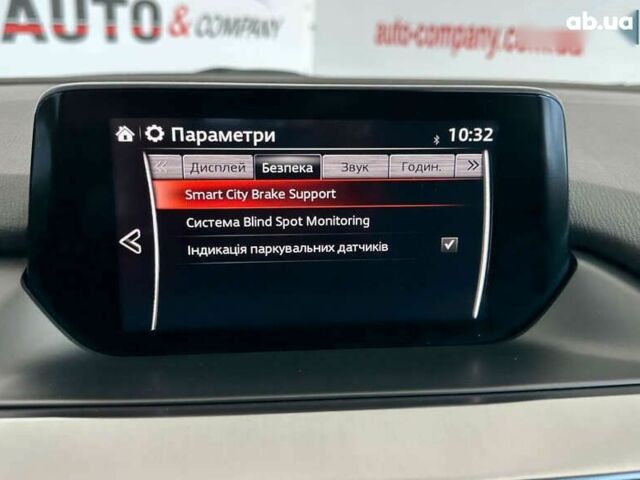 AUTO & COMPANY
auto-company.com.ua
ab.ua
Параметри
10:32
« Дисплей Безпека Звук Годин. »
Smart City Brake Support
Система Blind Spot Monitoring
Індикація паркувальних датчиків